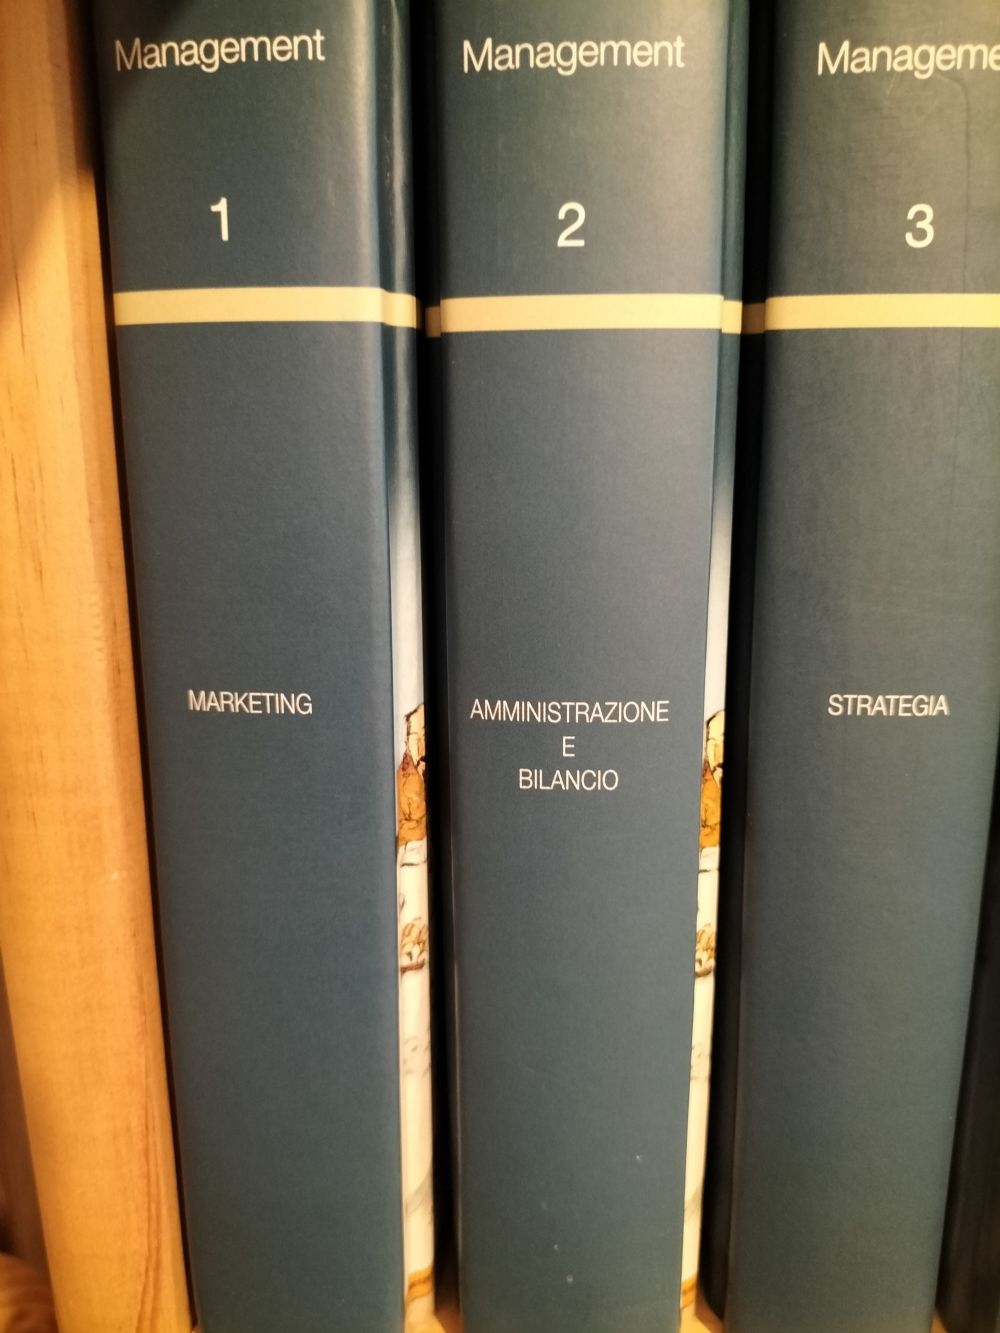 Management
1
MARKETING
Management
2
AMMINISTRAZIONE
E
BILANCIO
Manageme
3
STRATEGIA